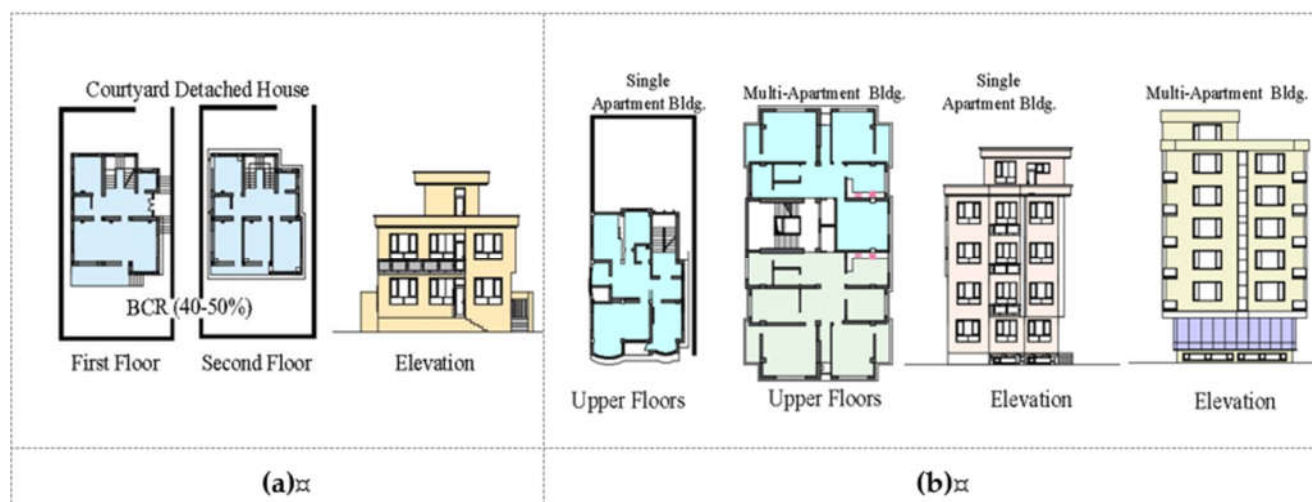 Courtyard Detached House
BCR (40-50%)
First Floor
Second Floor
Elevation
(a)¤
Single
Apartment Bldg.
Multi-Apartment Bldg.
Single
Apartment Bldg.
Multi-Apartment Bldg.
Upper Floors
Upper Floors
Elevation
Elevation
(b)¤